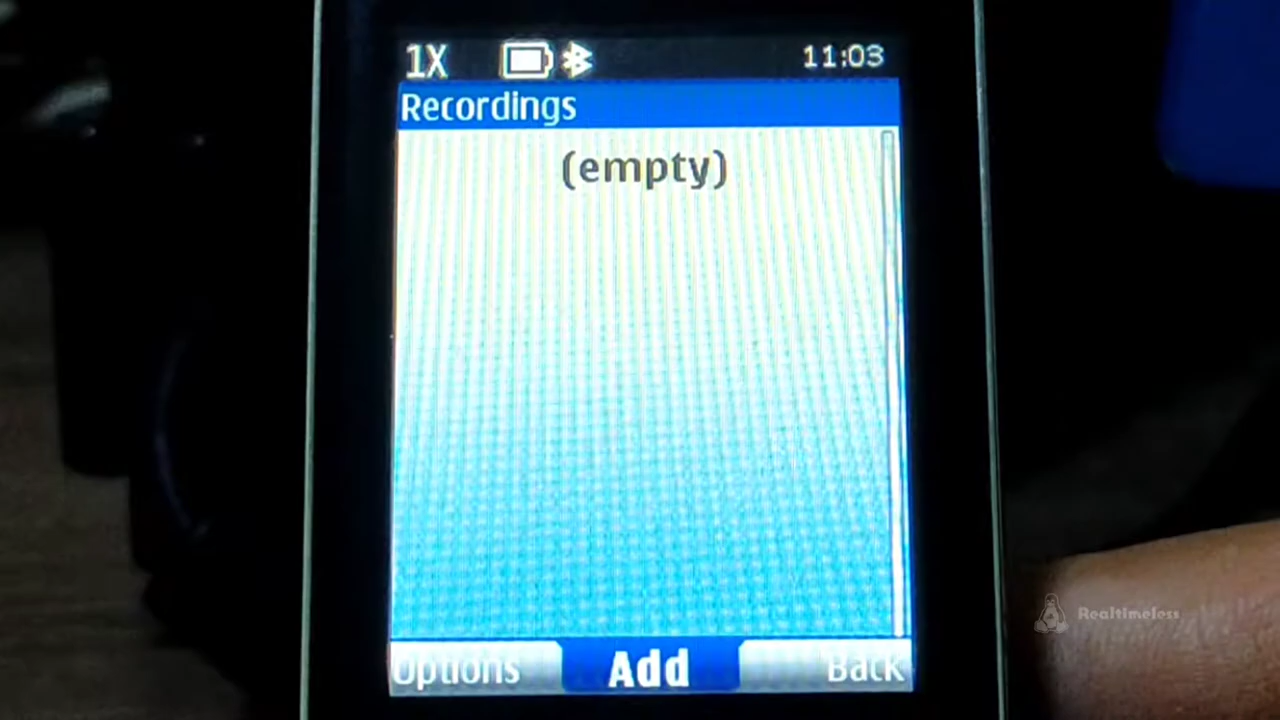 1X 11:03
Recordings
(empty)
Options Add Back
Realtimeless